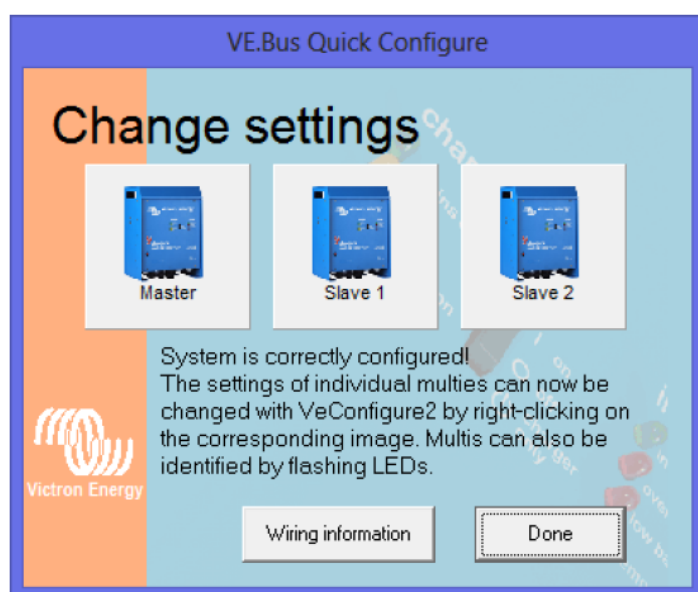 VE.Bus Quick Configure
Change settings
Master
Slave 1
Slave 2
System is correctly configured!
The settings of individual multies can now be
changed with VeConfigure2 by right-clicking on
the corresponding image. Multis can also be
identified by flashing LEDs.
Victron Energy
Wiring information
Done